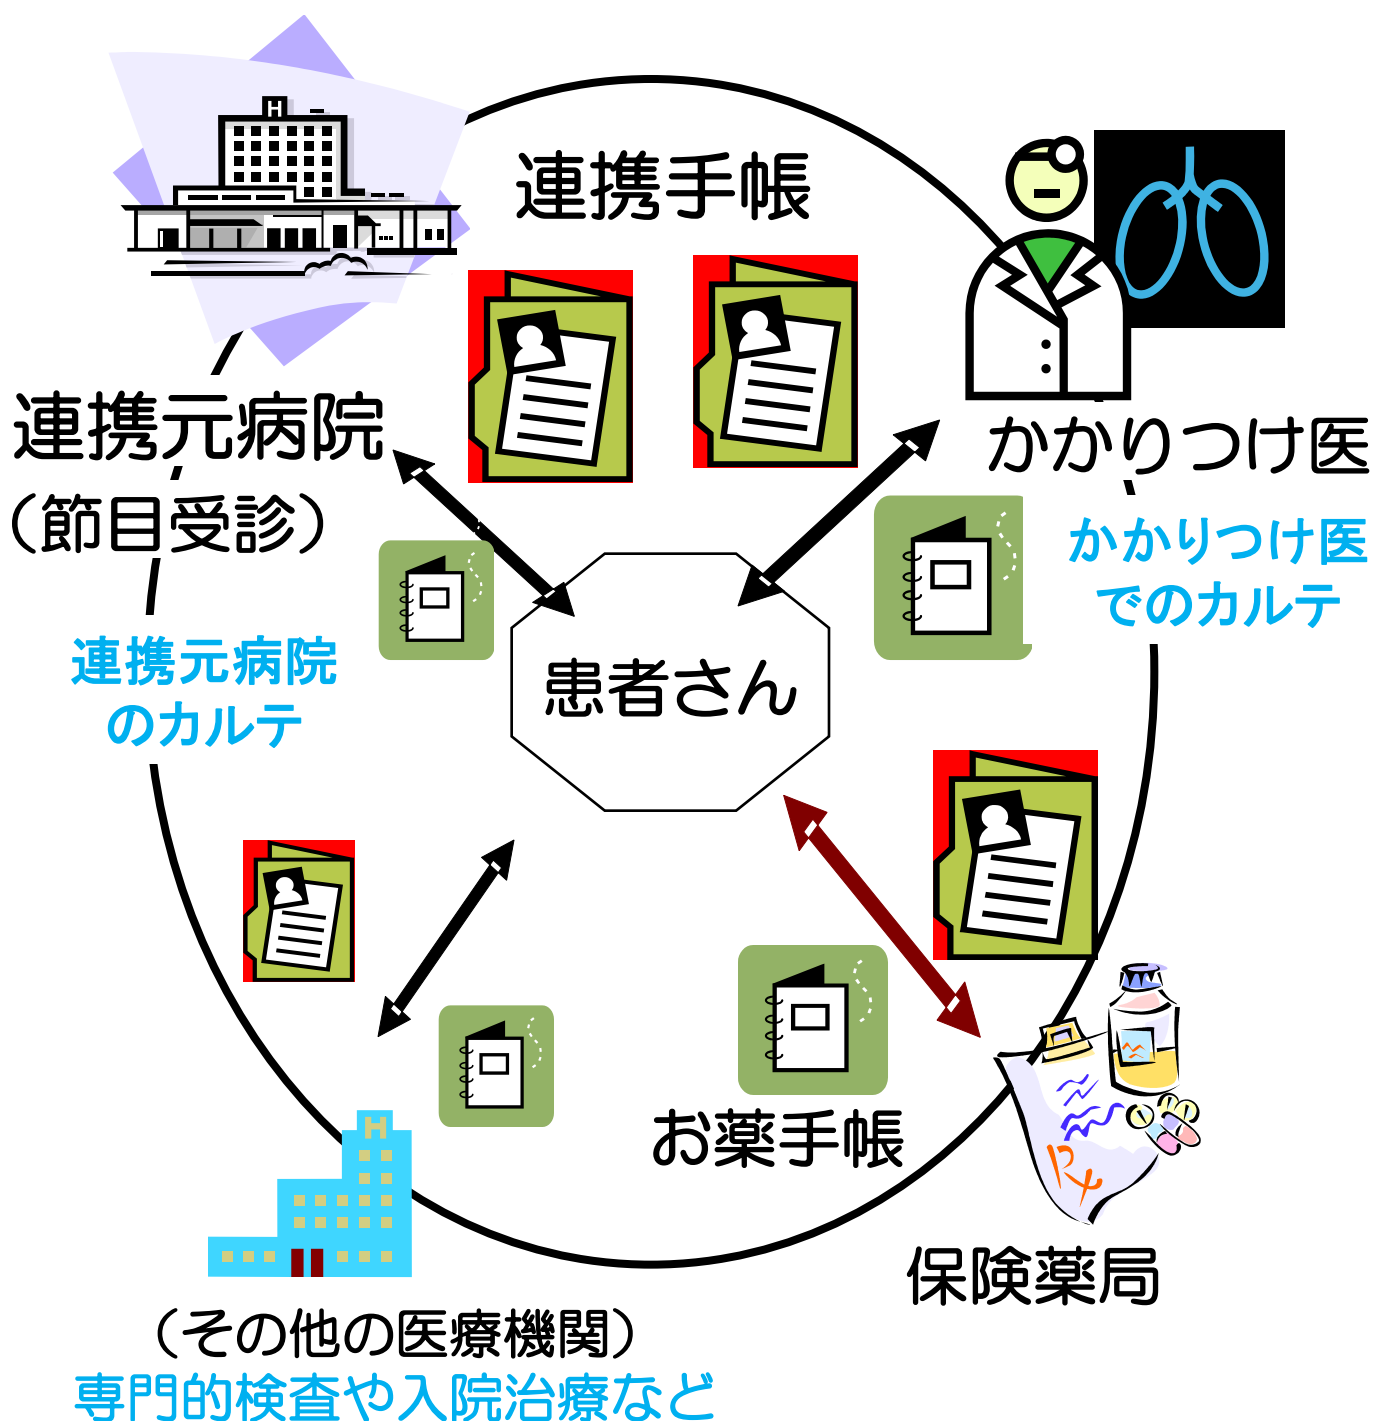 連携手帳
連携元病院
（節目受診）
かかりつけ医
かかりつけ医
でのカルテ
連携元病院
のカルテ
患者さん
お薬手帳
保険薬局
（その他の医療機関）
専門的検査や入院治療など